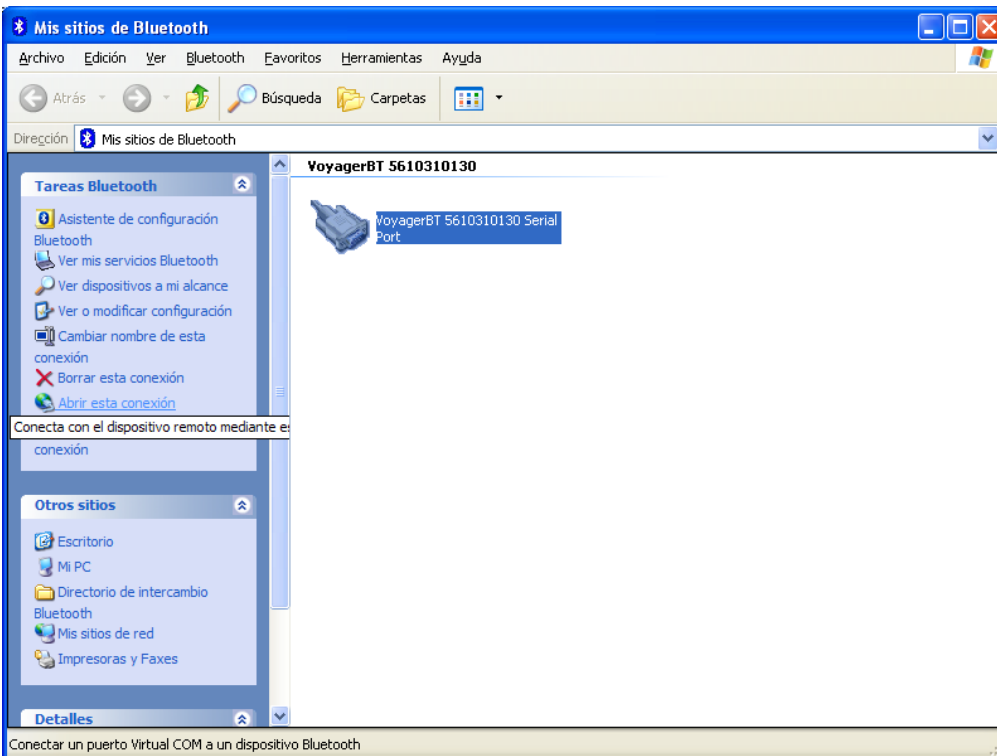 Mis sitios de Bluetooth
Archivo Edición Ver Bluetooth Favoritos Herramientas Ayuda
Atrás Búsqueda Carpetas
Dirección Mis sitios de Bluetooth
Tareas Bluetooth
Asistente de configuración
Bluetooth
Ver mis servicios Bluetooth
Ver dispositivos a mi alcance
Ver o modificar configuración
Cambiar nombre de esta
conexión
Borrar esta conexión
Abrir esta conexión
Conecta con el dispositivo remoto mediante es
conexión
Otros sitios
Escritorio
Mi PC
Directorio de intercambio
Bluetooth
Mis sitios de red
Impresoras y Faxes
Detalles
VoyagerBT 5610310130
VoyagerBT 5610310130 Serial
Port
Conectar un puerto Virtual COM a un dispositivo Bluetooth